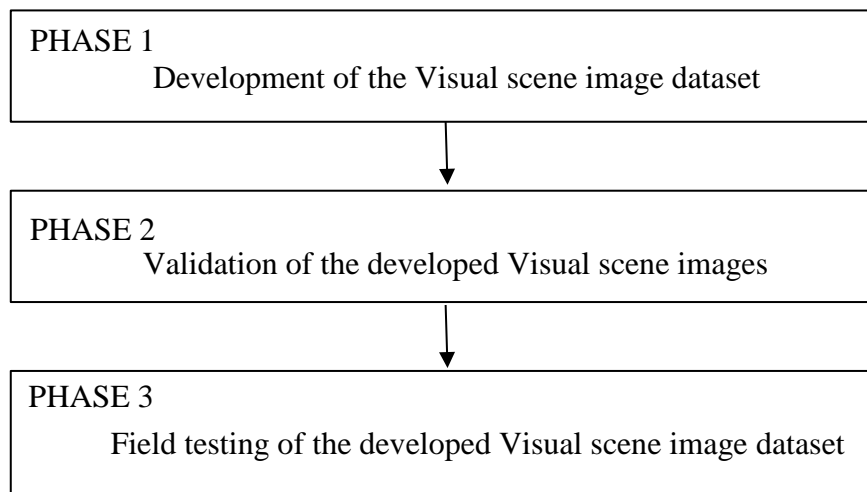 PHASE 1
Development of the Visual scene image dataset
PHASE 2
Validation of the developed Visual scene images
PHASE 3
Field testing of the developed Visual scene image dataset